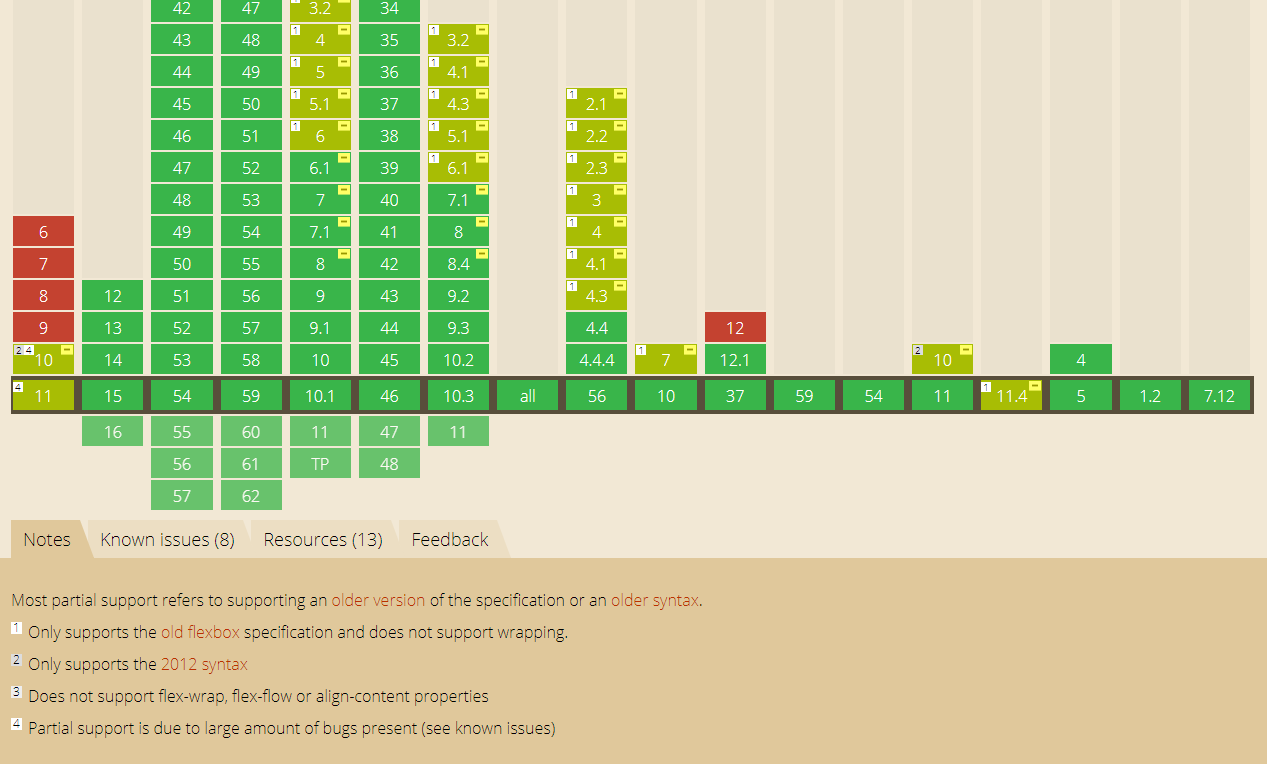 42 47 1 3.2 34
43 48 1 4 35 1 3.2
44 49 1 5 36 1 4.1
45 50 1 5.1 37 1 4.3 1 2.1
46 51 1 6 38 1 5.1 1 2.2
47 52 6.1 39 1 6.1 1 2.3
48 53 7 40 7.1 1 3
6 49 54 7.1 41 8 1 4
7 50 55 8 42 8.4 1 4.1
8 12 51 56 9 43 9.2 1 4.3
9 13 52 57 9.1 44 9.3 4.4 12
2 4 10 14 53 58 10 45 10.2 4.4.4 1 7 12.1 2 10 4
4 11 15 54 59 10.1 46 10.3 all 56 10 37 59 54 11 1 11.4 5 1.2 7.12
16 55 60 11 47 11
56 61 TP 48
57 62
Notes Known issues (8) Resources (13) Feedback
Most partial support refers to supporting an older version of the specification or an older syntax.
1 Only supports the old flexbox specification and does not support wrapping.
2 Only supports the 2012 syntax
3 Does not support flex-wrap, flex-flow or align-content properties
4 Partial support is due to large amount of bugs present (see known issues)